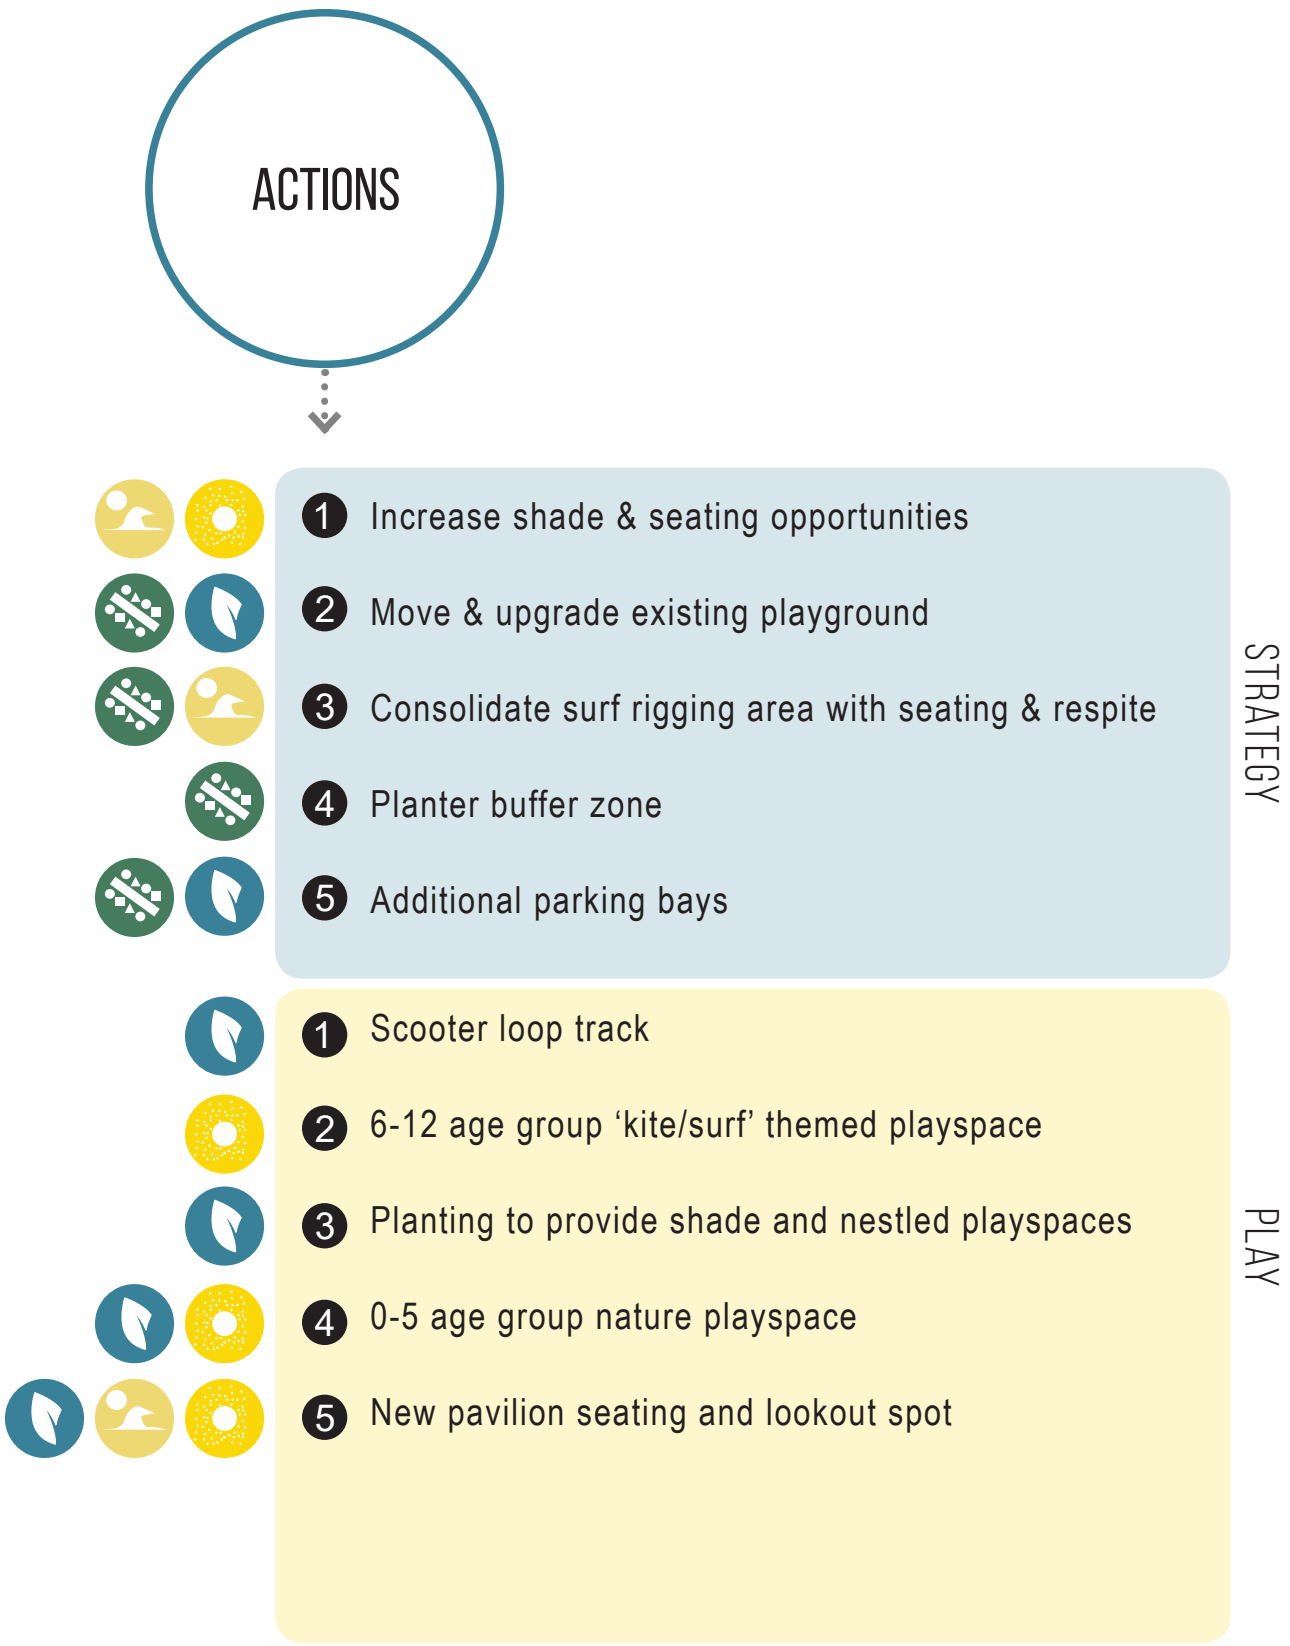 ACTIONS
1 Increase shade & seating opportunities
2 Move & upgrade existing playground
3 Consolidate surf rigging area with seating & respite
4 Planter buffer zone
5 Additional parking bays
STRATEGY
1 Scooter loop track
2 6-12 age group ‘kite/surf’ themed playspace
3 Planting to provide shade and nestled playspaces
4 0-5 age group nature playspace
5 New pavilion seating and lookout spot
PLAY